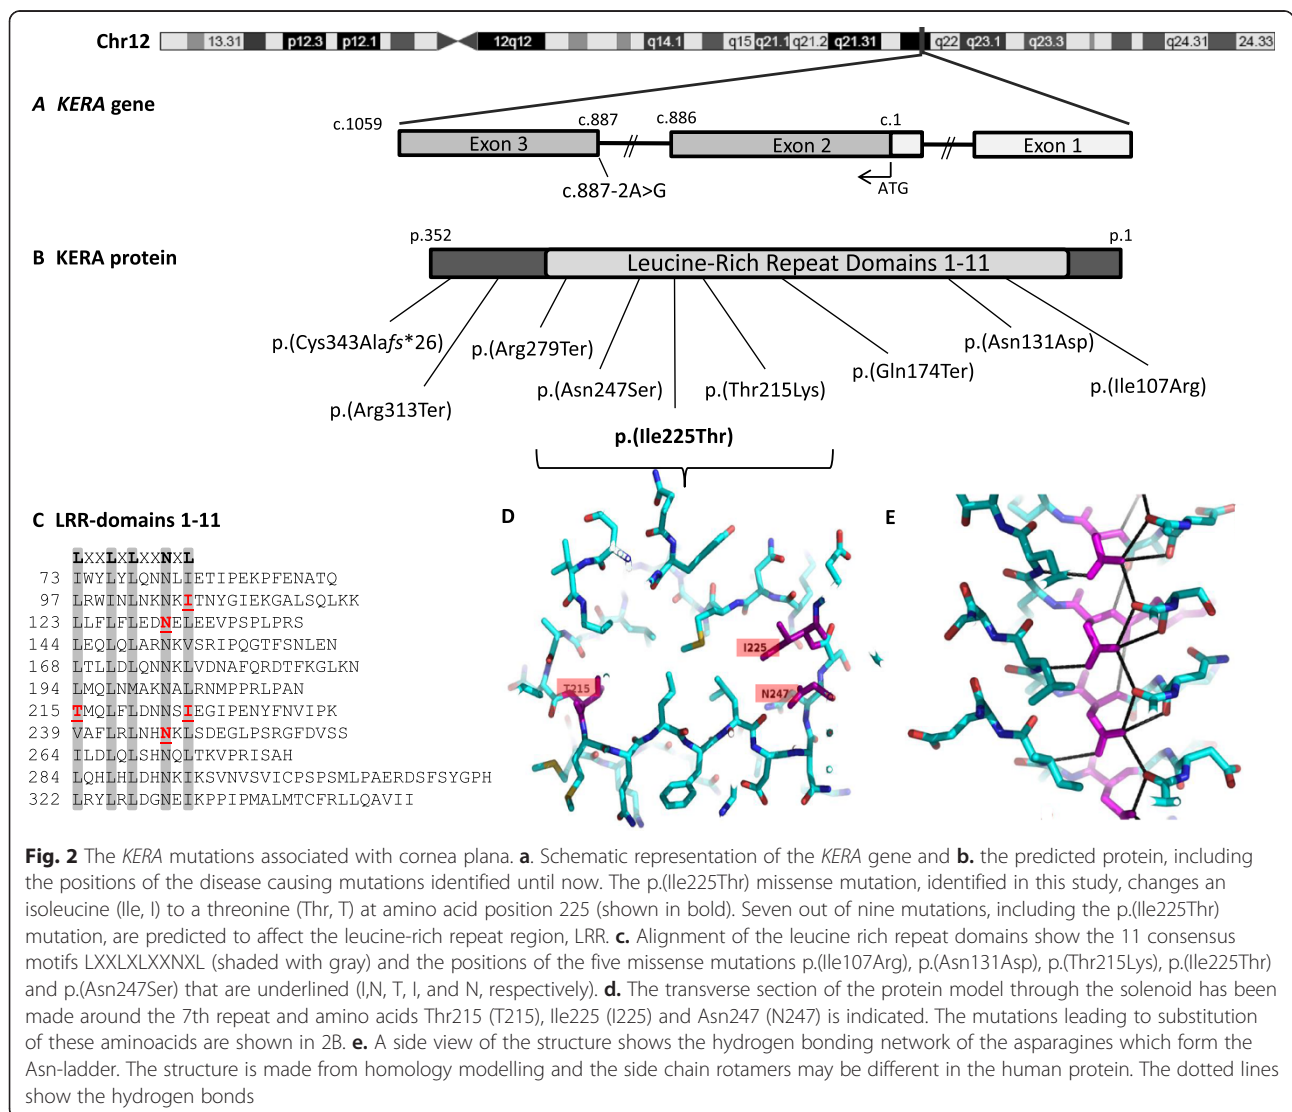 Chr12 13.31 p12.3 p12.1 12q12 q14.1 q15 q21.1 q21.2 q21.31 q22 q23.1 q23.3 q24.31 24.33
A KERA gene
c.1059 c.887 c.886 c.1
Exon 3 Exon 2 Exon 1
c.887-2A>G ATG
B KERA protein
p.352 p.1
Leucine-Rich Repeat Domains 1-11
p.(Cys343Alafs*26) p.(Arg279Ter) p.(Asn131Asp)
p.(Asn247Ser) p.(Thr215Lys) p.(Gln174Ter) p.(Ile107Arg)
p.(Arg313Ter)
p.(Ile225Thr)
C LRR-domains 1-11
LXXLXLXXNXL
73 IWYLYLQNNLIETIPEKPFENATQ
97 LRWINLNKNKITNYGIEKGALSQLKK
123 LLFLFLEDNELEEVPSPLPRS
144 LEQLQLARNKVSRIPQGTFSNLEN
168 LTLLDLQNNKLVDNAFQRDTFKGLKN
194 LMQLNMAKNALRNMPPRLPAN
215 TMQLFLDNNSIEGIPENYFNVIPK
239 VAFLRLNHNKLSDEGLPSRGFDVSS
264 ILDLQLSHNQLTKVPRISAH
284 LQHLHLDHNKIKSVNVSVICPSPSMLPAERDSFSYGPH
322 LRYLRLDGNEIKPPIPMALMTCFRLLQAVII
D
I225
T215
N247
E
Fig. 2 The KERA mutations associated with cornea plana. a. Schematic representation of the KERA gene and b. the predicted protein, including
the positions of the disease causing mutations identified until now. The p.(Ile225Thr) missense mutation, identified in this study, changes an
isoleucine (Ile, I) to a threonine (Thr, T) at amino acid position 225 (shown in bold). Seven out of nine mutations, including the p.(Ile225Thr)
mutation, are predicted to affect the leucine-rich repeat region, LRR. c. Alignment of the leucine rich repeat domains show the 11 consensus
motifs LXXLXLXXNXL (shaded with gray) and the positions of the five missense mutations p.(Ile107Arg), p.(Asn131Asp), p.(Thr215Lys), p.(Ile225Thr)
and p.(Asn247Ser) that are underlined (I,N, T, I, and N, respectively). d. The transverse section of the protein model through the solenoid has been
made around the 7th repeat and amino acids Thr215 (T215), Ile225 (I225) and Asn247 (N247) is indicated. The mutations leading to substitution
of these aminoacids are shown in 2B. e. A side view of the structure shows the hydrogen bonding network of the asparagines which form the
Asn-ladder. The structure is made from homology modelling and the side chain rotamers may be different in the human protein. The dotted lines
show the hydrogen bonds